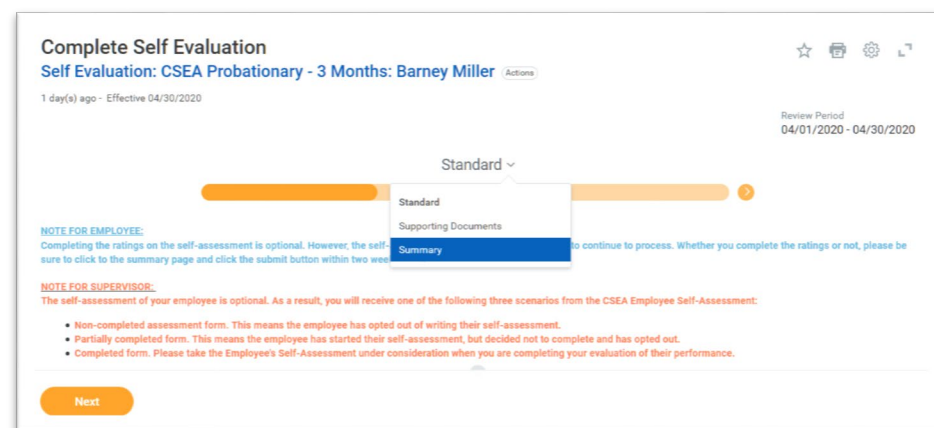 Complete Self Evaluation
Self Evaluation: CSEA Probationary - 3 Months: Barney Miller Actions
1 day(s) ago - Effective 04/30/2020
Review Period
04/01/2020 - 04/30/2020
Standard
Standard
Supporting Documents
Summary
NOTE FOR EMPLOYEE:
Completing the ratings on the self-assessment is optional. However, the self- to continue to process. Whether you complete the ratings or not, please be
sure to click to the summary page and click the submit button within two wee
NOTE FOR SUPERVISOR:
The self-assessment of your employee is optional. As a result, you will receive one of the following three scenarios from the CSEA Employee Self-Assessment:
• Non-completed assessment form. This means the employee has opted out of writing their self-assessment.
• Partially completed form. This means the employee has started their self-assessment, but decided not to complete and has opted out.
• Completed form. Please take the Employee's Self-Assessment under consideration when you are completing your evaluation of their performance.
Next